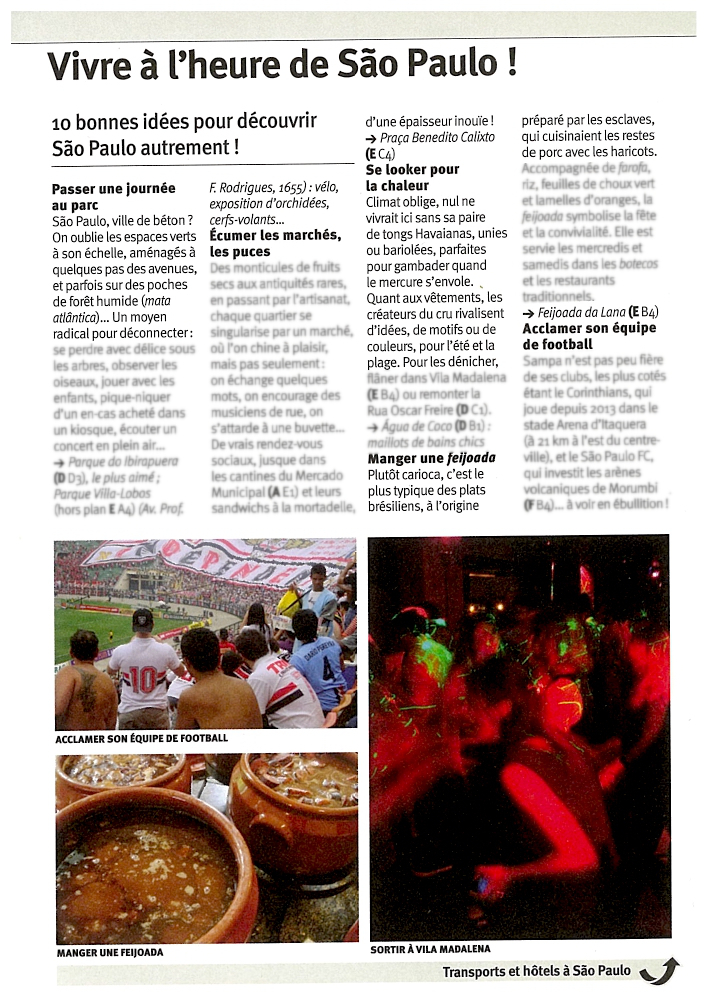 Vivre à l'heure de São Paulo !
10 bonnes idées pour découvrir
São Paulo autrement !
Passer une journée
au parc
São Paulo, ville de béton ?
On oublie les espaces verts
à son échelle, aménagés à
quelques pas des avenues,
et parfois sur des poches
de forêt humide (mata
atlântica)... Un moyen
radical pour déconnecter :
se perdre avec délice sous
les arbres, observer les
oiseaux, jouer avec les
enfants, pique-niquer
d'un en-cas acheté dans
un kiosque, écouter un
concert en plein air...
→ Parque do Ibirapuera
(D D3), le plus aimé ;
Parque Villa-Lobos
(hors plan E A4) (Av. Prof.
F. Rodrigues, 1655) : vélo,
exposition d'orchidées,
cerfs-volants...
Écumer les marchés,
les puces
Des monticules de fruits
secs aux antiquités rares,
en passant par l'artisanat,
chaque quartier se
singularise par un marché,
où l'on chine à plaisir,
mais pas seulement :
on échange quelques
mots, on encourage des
musiciens de rue, on
s'attarde à une buvette...
De vrais rendez-vous
sociaux, jusque dans
les cantines du Mercado
Municipal (A E1) et leurs
sandwichs à la mortadelle,
d'une épaisseur inouïe !
→ Praça Benedito Calixto
(E C4)
Se looker pour
la chaleur
Climat oblige, nul ne
vivrait ici sans sa paire
de tongs Havaianas, unies
ou bariolées, parfaites
pour gambader quand
le mercure s'envole.
Quant aux vêtements, les
créateurs du cru rivalisent
d'idées, de motifs ou de
couleurs, pour l'été et la
plage. Pour les dénicher,
flâner dans Vila Madalena
(E B4) ou remonter la
Rua Oscar Freire (D C1).
→ Água de Coco (D B1) :
maillots de bains chics
Manger une feijoada
Plutôt carioca, c'est le
plus typique des plats
brésiliens, à l'origine
préparé par les esclaves,
qui cuisinaient les restes
de porc avec les haricots.
Accompagnée de farofa,
riz, feuilles de choux vert
et lamelles d'oranges, la
feijoada symbolise la fête
et la convivialité. Elle est
servie les mercredis et
samedis dans les botecos
et les restaurants
traditionnels.
→ Feijoada da Lana (E B4)
Acclamer son équipe
de football
Sampa n'est pas peu fière
de ses clubs, les plus cotés
étant le Corinthians, qui
joue depuis 2013 dans le
stade Arena d'Itaquera
(à 21 km à l'est du centre-
ville), et le São Paulo FC,
qui investit les arènes
volcaniques de Morumbi
(F B4)... à voir en ébullition !
10
4
ACCLAMER SON ÉQUIPE DE FOOTBALL
MANGER UNE FEIJOADA
SORTIR À VILA MADALENA
Transports et hôtels à São Paulo